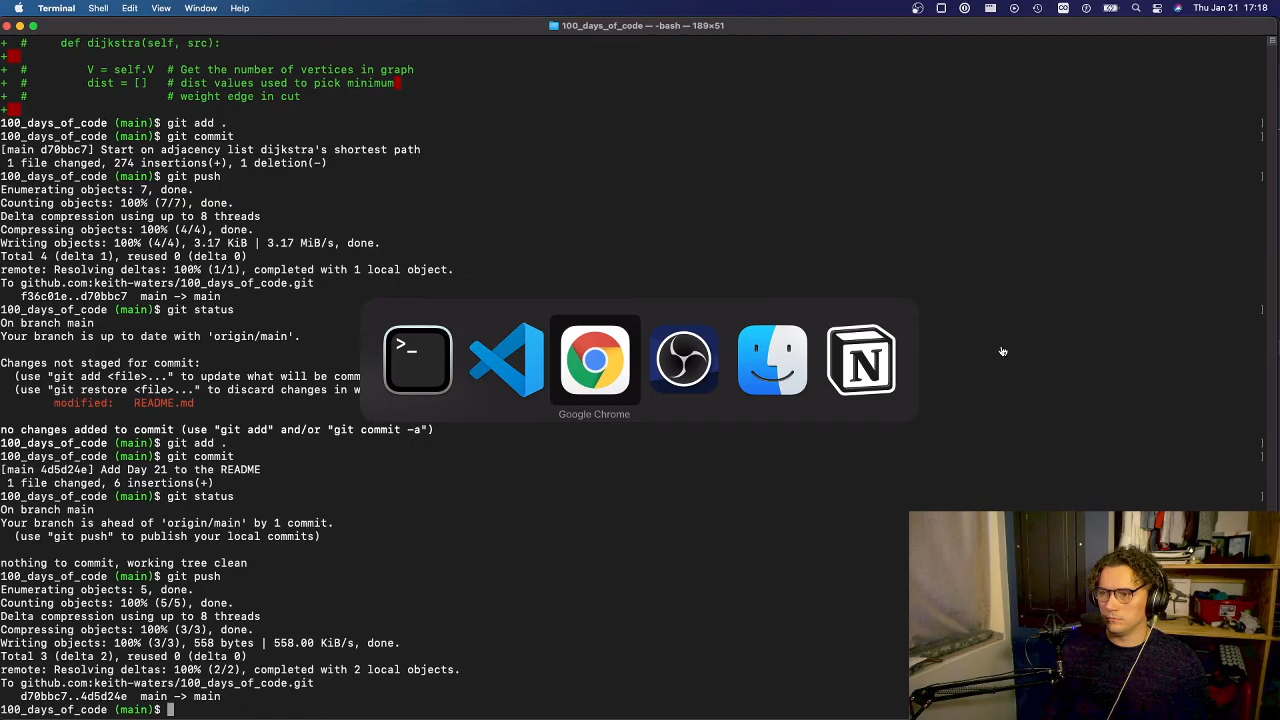 Terminal Shell Edit View Window Help
Thu Jan 21 17:18
100_days_of_code — -bash — 189×51
+ # def dijkstra(self, src):
+
+ # V = self.V # Get the number of vertices in graph
+ # dist = [] # dist values used to pick minimum
+ # # weight edge in cut
+
100_days_of_code (main)$ git add .
100_days_of_code (main)$ git commit
[main d70bbc7] Start on adjacency list dijkstra's shortest path
1 file changed, 274 insertions(+), 1 deletion(-)
100_days_of_code (main)$ git push
Enumerating objects: 7, done.
Counting objects: 100% (7/7), done.
Delta compression using up to 8 threads
Compressing objects: 100% (4/4), done.
Writing objects: 100% (4/4), 3.17 KiB | 3.17 MiB/s, done.
Total 4 (delta 1), reused 0 (delta 0)
remote: Resolving deltas: 100% (1/1), completed with 1 local object.
To github.com:keith-waters/100_days_of_code.git
f36c01e..d70bbc7 main -> main
100_days_of_code (main)$ git status
On branch main
Your branch is up to date with 'origin/main'.
Changes not staged for commit:
(use "git add <file>..." to update what will be com
(use "git restore <file>..." to discard changes in w
modified: README.md
Google Chrome
no changes added to commit (use "git add" and/or "git commit -a")
100_days_of_code (main)$ git add .
100_days_of_code (main)$ git commit
[main 4d5d24e] Add Day 21 to the README
1 file changed, 6 insertions(+)
100_days_of_code (main)$ git status
On branch main
Your branch is ahead of 'origin/main' by 1 commit.
(use "git push" to publish your local commits)
nothing to commit, working tree clean
100_days_of_code (main)$ git push
Enumerating objects: 5, done.
Counting objects: 100% (5/5), done.
Delta compression using up to 8 threads
Compressing objects: 100% (3/3), done.
Writing objects: 100% (3/3), 558 bytes | 558.00 KiB/s, done.
Total 3 (delta 2), reused 0 (delta 0)
remote: Resolving deltas: 100% (2/2), completed with 2 local objects.
To github.com:keith-waters/100_days_of_code.git
d70bbc7..4d5d24e main -> main
100_days_of_code (main)$